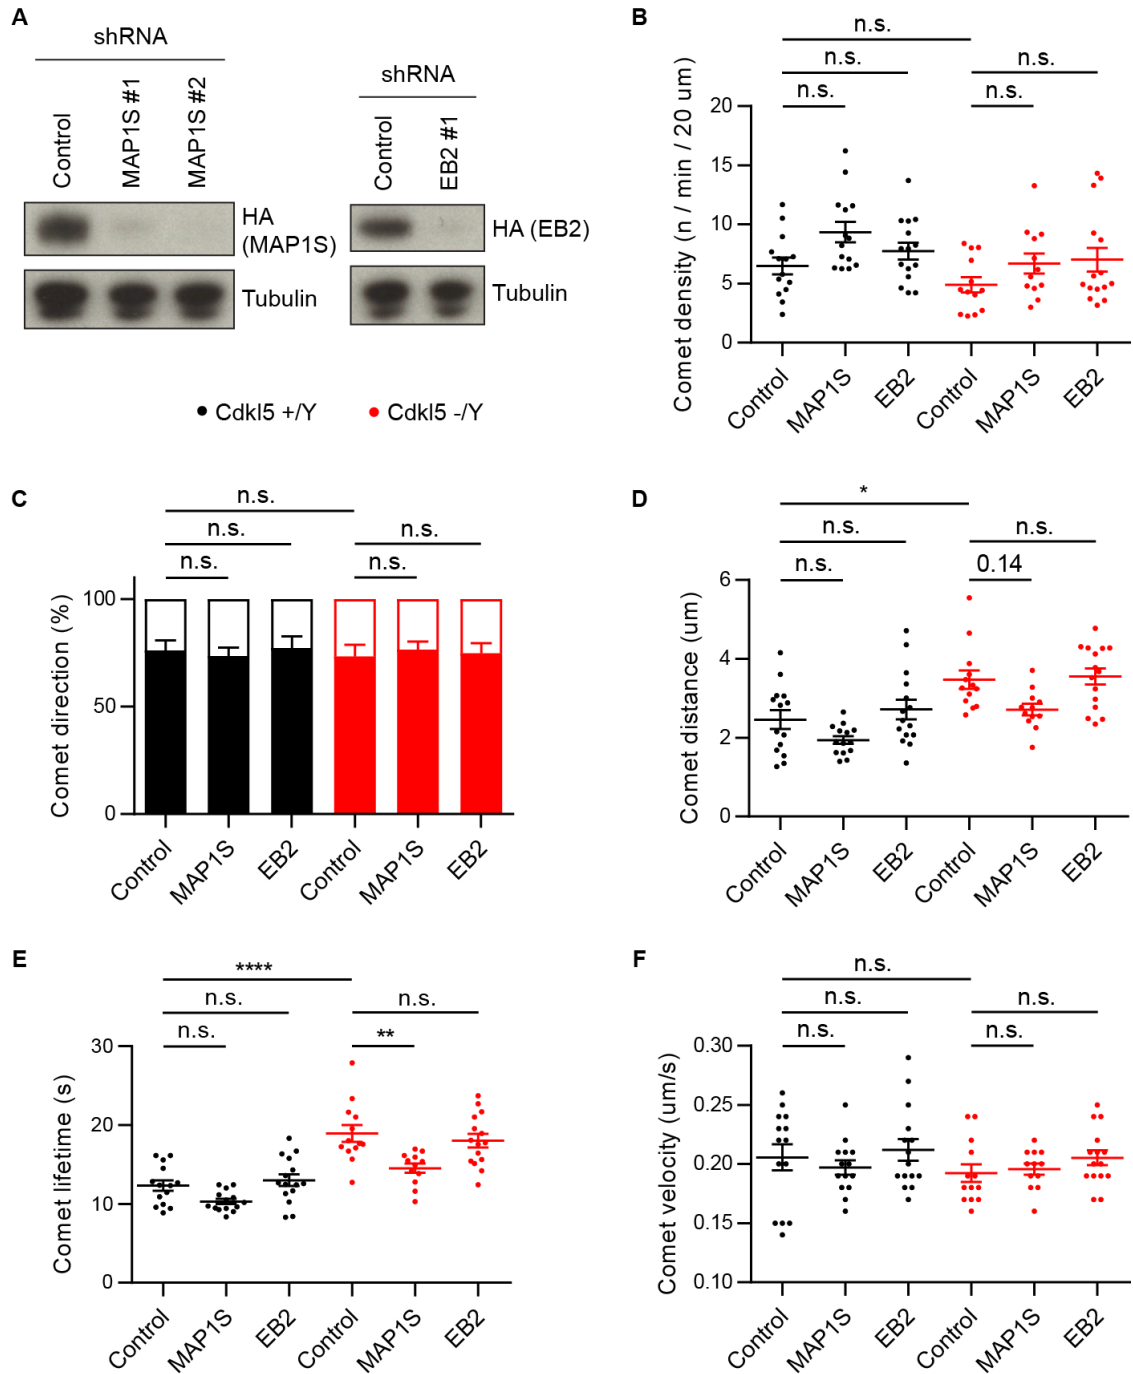 A
shRNA
Control
MAP1S #1
MAP1S #2
HA
(MAP1S)
Tubulin
shRNA
Control
EB2 #1
HA (EB2)
Tubulin
Cdkl5 +/Y
Cdkl5 -/Y
B
n.s.
n.s.
n.s.
n.s.
n.s.
Comet density (n / min / 20 um)
20
15
10
5
0
Control
MAP1S
EB2
Control
MAP1S
EB2
C
n.s.
n.s.
n.s.
n.s.
n.s.
Comet direction (%)
100
50
0
Control
MAP1S
EB2
Control
MAP1S
EB2
D
*
n.s.
n.s.
n.s.
0.14
Comet distance (um)
6
4
2
0
Control
MAP1S
EB2
Control
MAP1S
EB2
E
****
n.s.
n.s.
n.s.
**
Comet lifetime (s)
30
20
10
0
Control
MAP1S
EB2
Control
MAP1S
EB2
F
n.s.
n.s.
n.s.
n.s.
n.s.
Comet velocity (um/s)
0.30
0.25
0.20
0.15
0.10
Control
MAP1S
EB2
Control
MAP1S
EB2